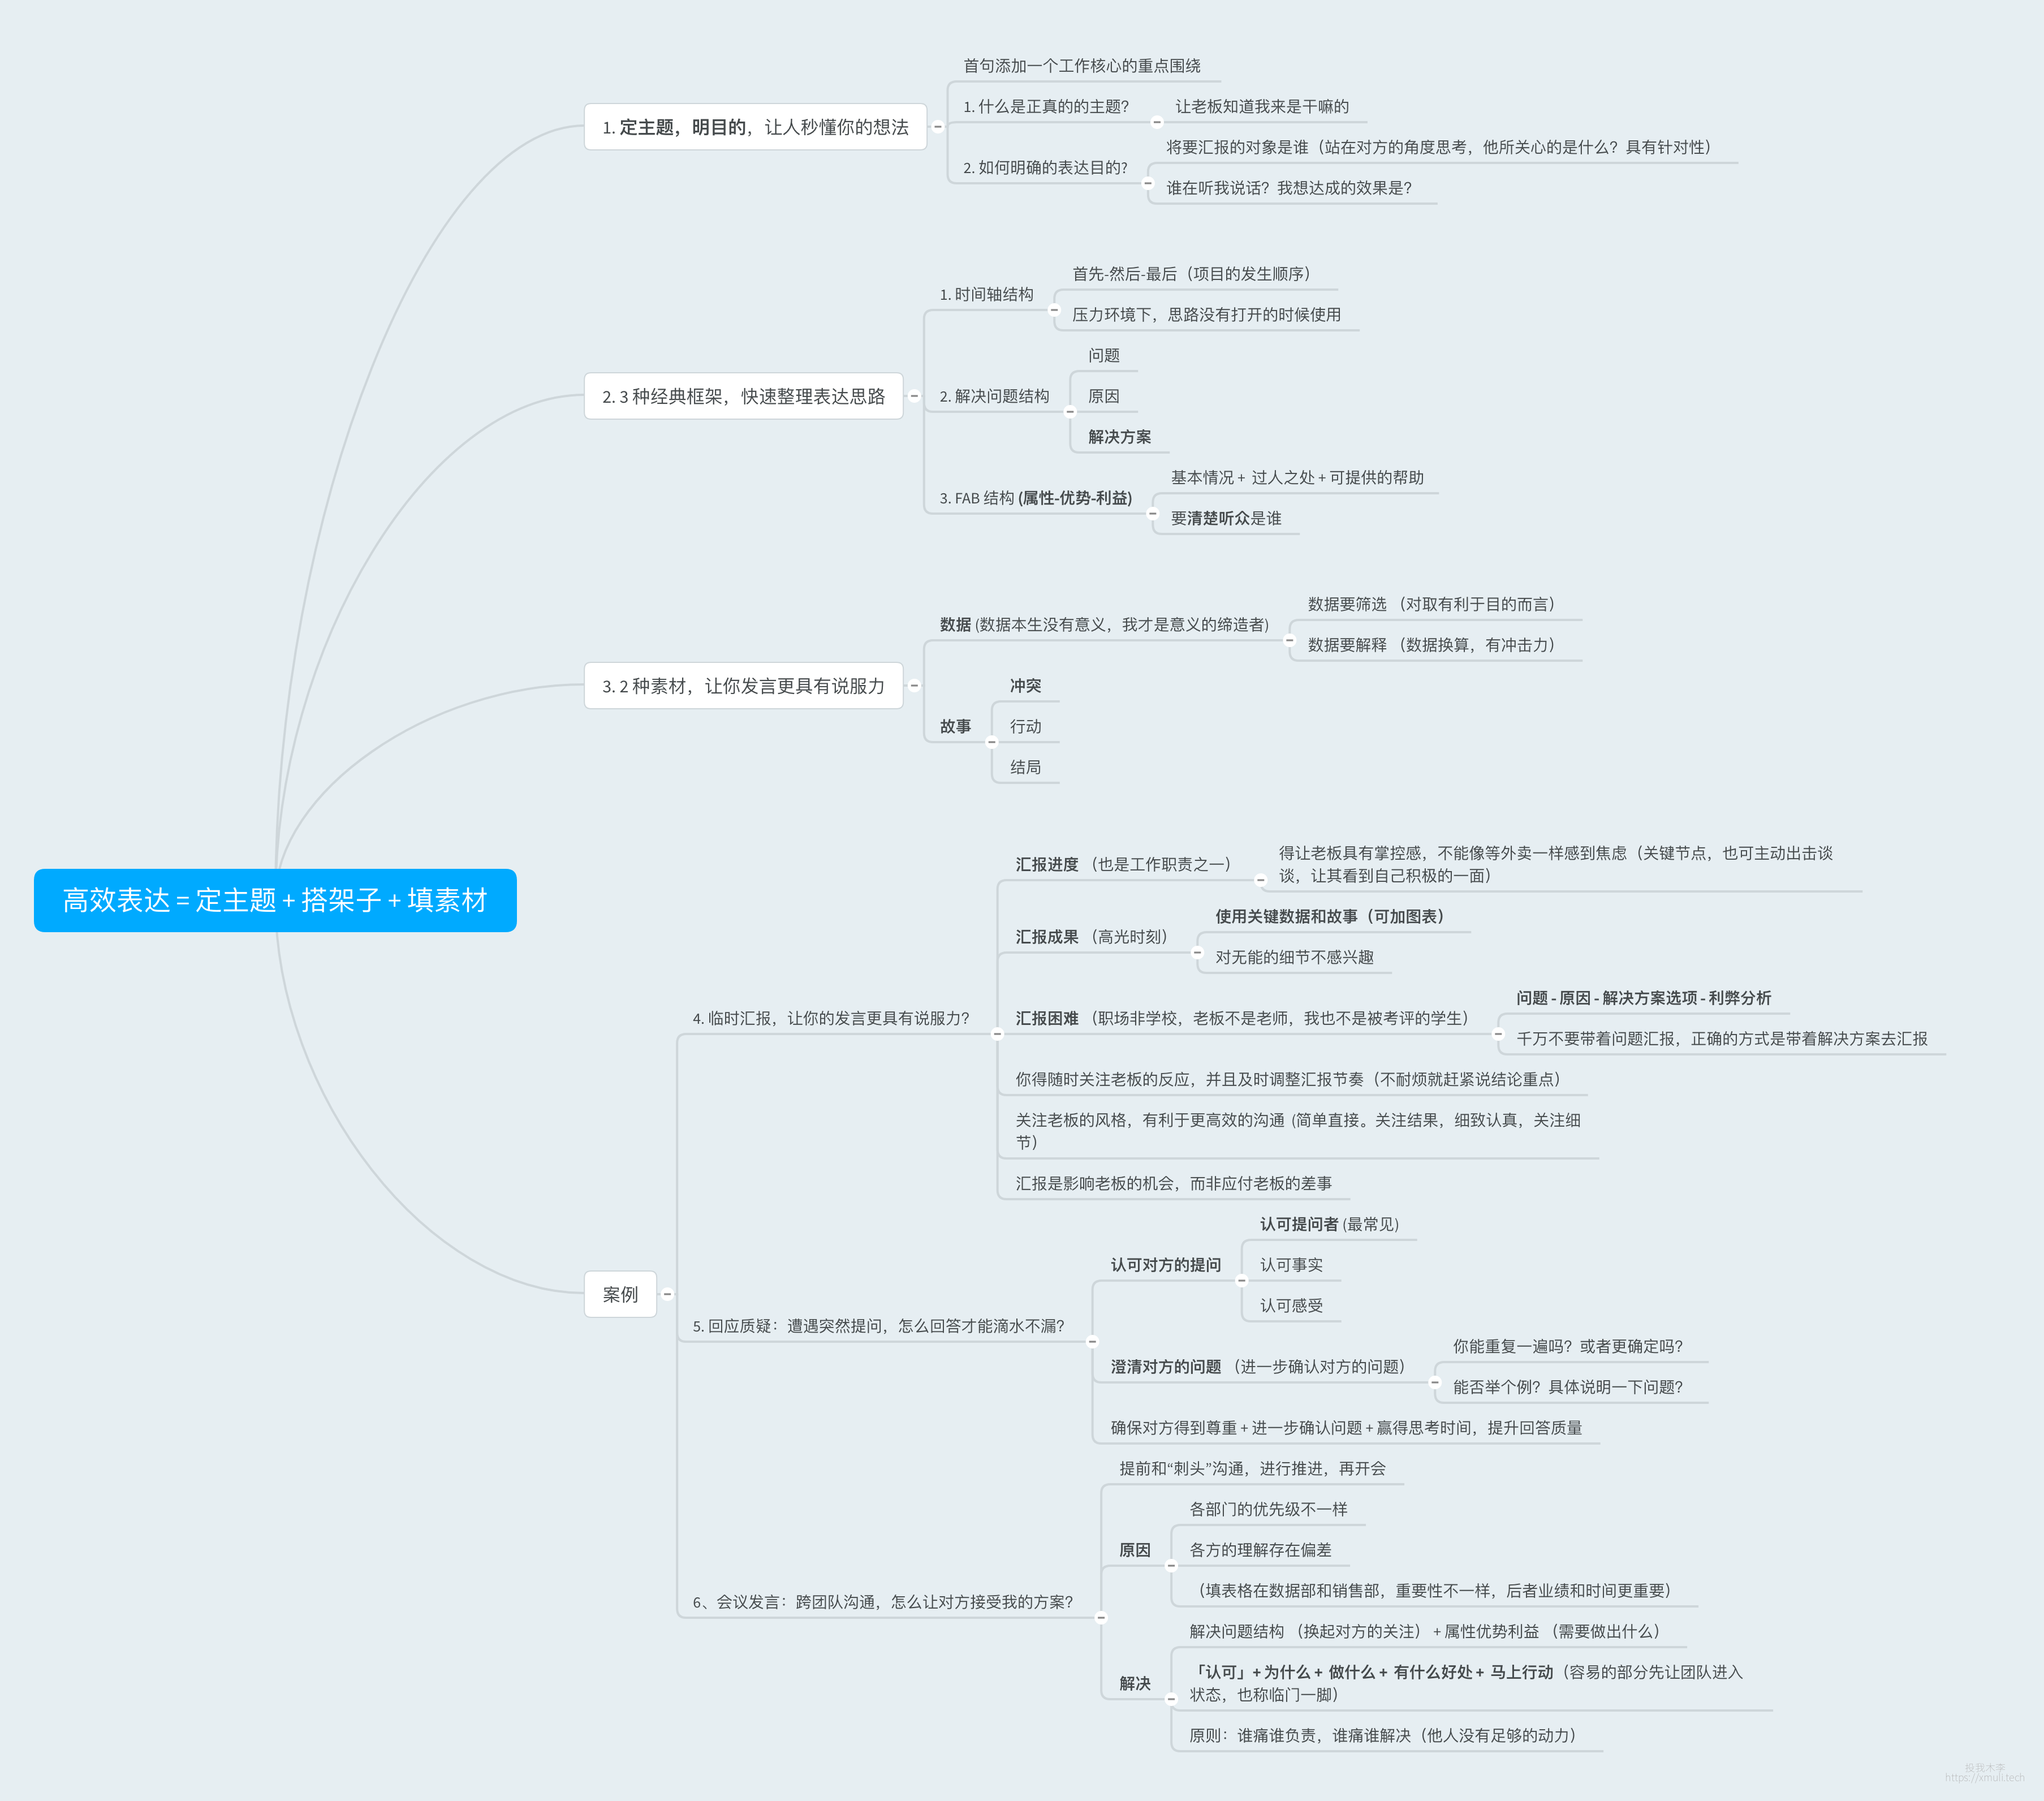 高效表达 = 定主题 + 搭架子 + 填素材
1. 定主题，明目的，让人秒懂你的想法
首句添加一个工作核心的重点围绕
1. 什么是正真的的主题？
让老板知道我来是干嘛的
2. 如何明确的表达目的?
将要汇报的对象是谁（站在对方的角度思考，他所关心的是什么？具有针对性）
谁在听我说话？我想达成的效果是？
2. 3 种经典框架，快速整理表达思路
1. 时间轴结构
首先-然后-最后（项目的发生顺序）
压力环境下，思路没有打开的时候使用
2. 解决问题结构
问题
原因
解决方案
3. FAB 结构 (属性-优势-利益)
基本情况 + 过人之处 + 可提供的帮助
要清楚听众是谁
3. 2 种素材，让你发言更具有说服力
数据 (数据本生没有意义，我才是意义的缔造者)
数据要筛选 （对取有利于目的而言）
数据要解释 （数据换算，有冲击力）
故事
冲突
行动
结局
案例
4. 临时汇报，让你的发言更具有说服力？
汇报进度 （也是工作职责之一）
得让老板具有掌控感，不能像等外卖一样感到焦虑（关键节点，也可主动出击谈
谈，让其看到自己积极的一面）
汇报成果 （高光时刻）
使用关键数据和故事（可加图表）
对无能的细节不感兴趣
汇报困难 （职场非学校，老板不是老师，我也不是被考评的学生）
问题 - 原因 - 解决方案选项 - 利弊分析
千万不要带着问题汇报，正确的方式是带着解决方案去汇报
你得随时关注老板的反应，并且及时调整汇报节奏（不耐烦就赶紧说结论重点）
关注老板的风格，有利于更高效的沟通 (简单直接。关注结果，细致认真，关注细
节）
汇报是影响老板的机会，而非应付老板的差事
5. 回应质疑：遭遇突然提问，怎么回答才能滴水不漏？
认可对方的提问
认可提问者 (最常见)
认可事实
认可感受
澄清对方的问题 （进一步确认对方的问题）
你能重复一遍吗？或者更确定吗？
能否举个例？具体说明一下问题？
确保对方得到尊重 + 进一步确认问题 + 赢得思考时间，提升回答质量
6、会议发言：跨团队沟通，怎么让对方接受我的方案？
提前和“刺头”沟通，进行推进，再开会
原因
各部门的优先级不一样
各方的理解存在偏差
（填表格在数据部和销售部，重要性不一样，后者业绩和时间更重要）
解决
解决问题结构 （换起对方的关注） + 属性优势利益 （需要做出什么）
「认可」+ 为什么 + 做什么 + 有什么好处 + 马上行动（容易的部分先让团队进入
状态，也称临门一脚）
原则：谁痛谁负责，谁痛谁解决（他人没有足够的动力）
投我木李
https://xmuli.tech